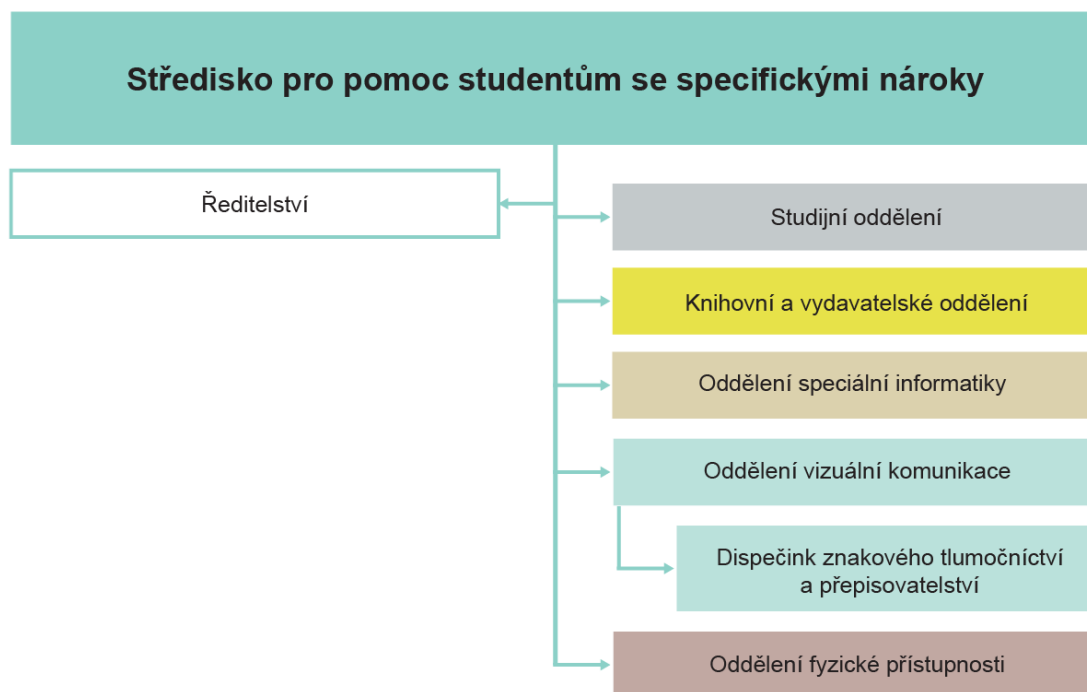 Středisko pro pomoc studentům se specifickými nároky
Ředitelství
Studijní oddělení
Knihovní a vydavatelské oddělení
Oddělení speciální informatiky
Oddělení vizuální komunikace
Dispečink znakového tlumočníctví
a přepisovatelství
Oddělení fyzické přístupnosti